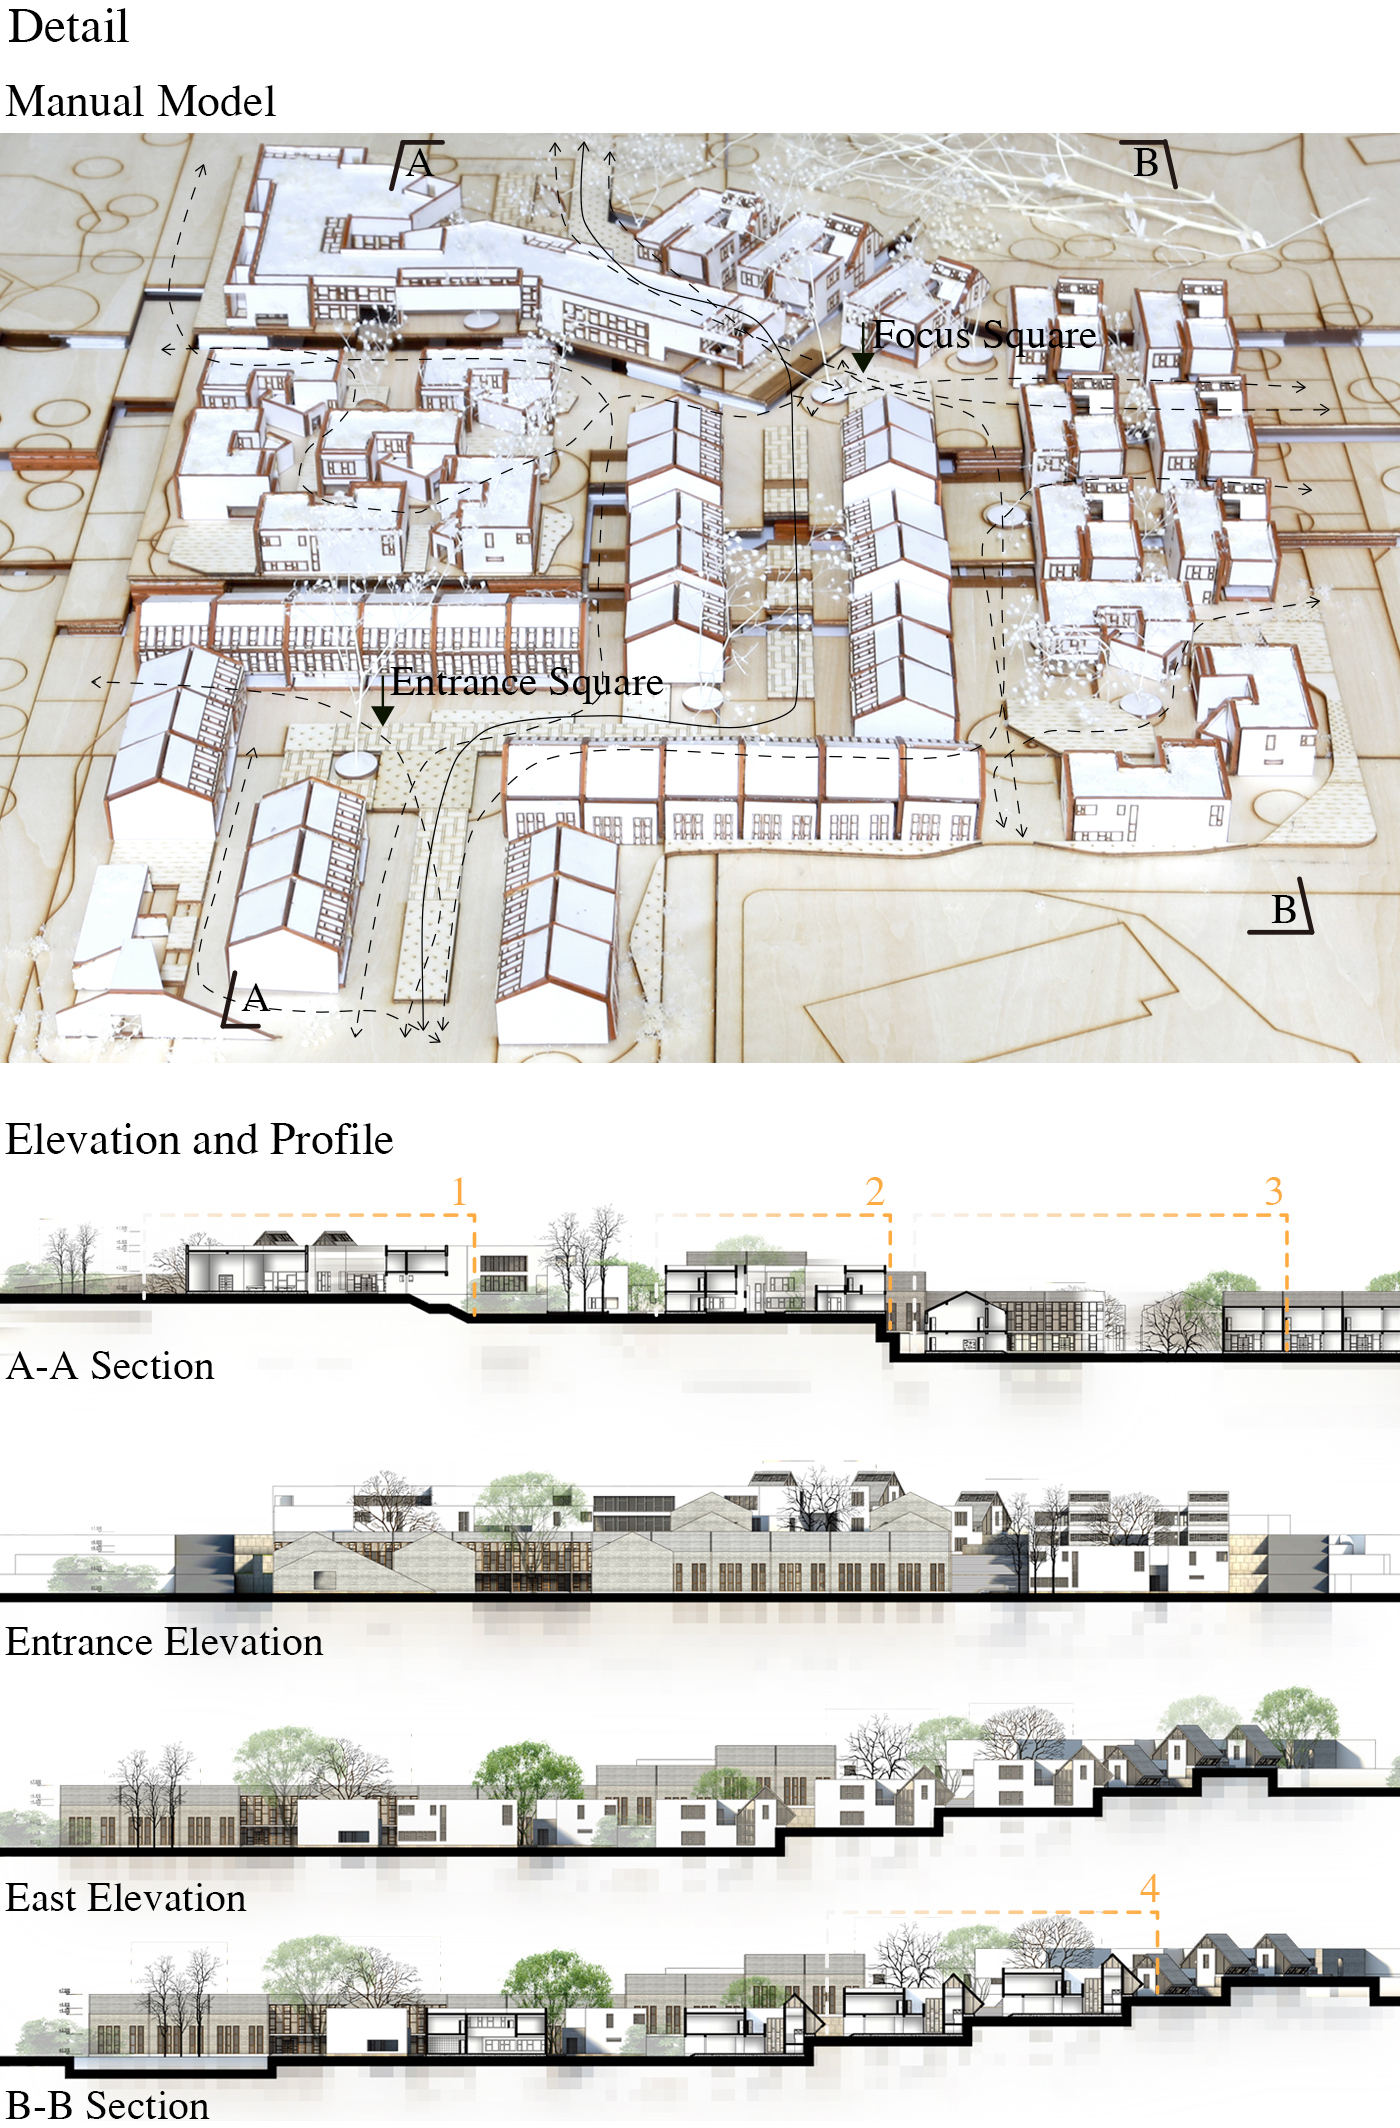 Detail
Manual Model
A
B
Focus Square
Entrance Square
B
A
Elevation and Profile
1
2
3
A-A Section
Entrance Elevation
East Elevation
4
B-B Section